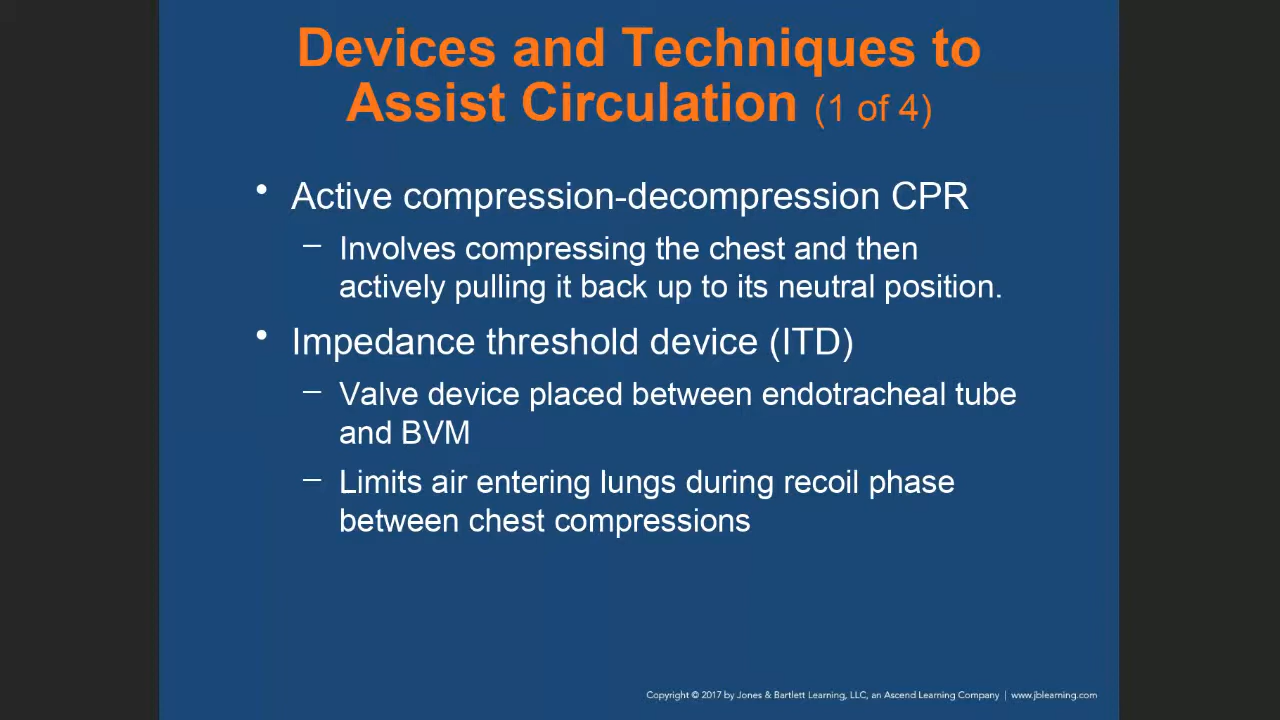 Devices and Techniques to
Assist Circulation (1 of 4)
• Active compression-decompression CPR
– Involves compressing the chest and then
actively pulling it back up to its neutral position.
• Impedance threshold device (ITD)
– Valve device placed between endotracheal tube
and BVM
– Limits air entering lungs during recoil phase
between chest compressions
Copyright © 2017 by Jones & Bartlett Learning, LLC, an Ascend Learning Company | www.jblearning.com